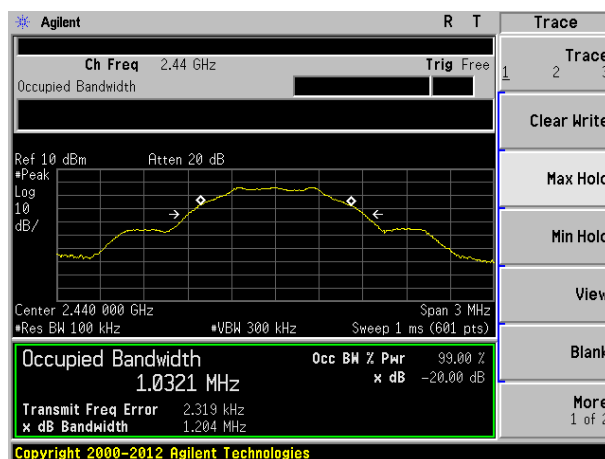 Agilent R T Trace
Ch Freq 2.44 GHz Trig Free
Occupied Bandwidth
Trace
1 2 3
Clear Write
Max Hold
Min Hold
View
Blank
More
1 of 2
Ref 10 dBm Atten 20 dB
#Peak
Log
10
dB/
Center 2.440 000 GHz Span 3 MHz
#Res BW 100 kHz #VBW 300 kHz Sweep 1 ms (601 pts)
Occupied Bandwidth Occ BW % Pwr 99.00 %
1.0321 MHz x dB -20.00 dB
Transmit Freq Error 2.319 kHz
x dB Bandwidth 1.204 MHz
Copyright 2000-2012 Agilent Technologies